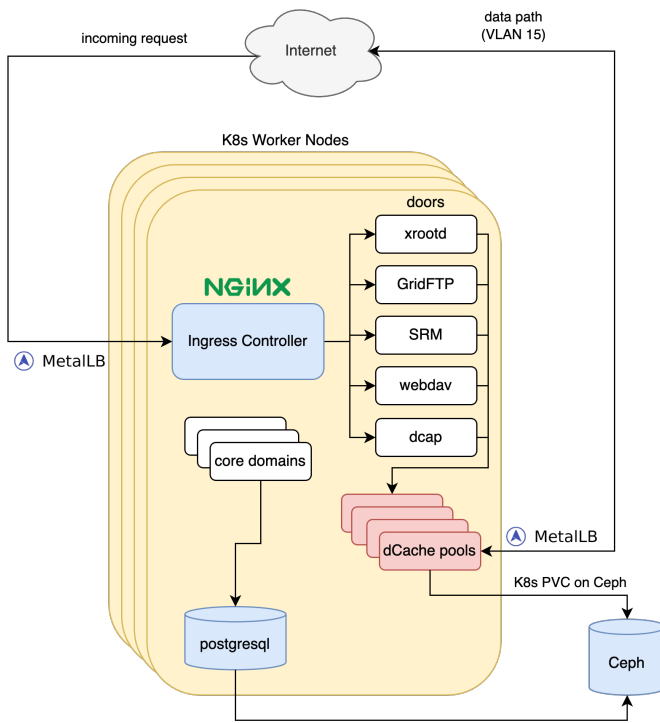 incoming request
data path
(VLAN 15)
Internet
K8s Worker Nodes
doors
xrootd
NGiNX
GridFTP
Ingress Controller
SRM
MetalLB
webdav
dcap
core domains
dCache pools
MetalLB
K8s PVC on Ceph
postgresql
Ceph